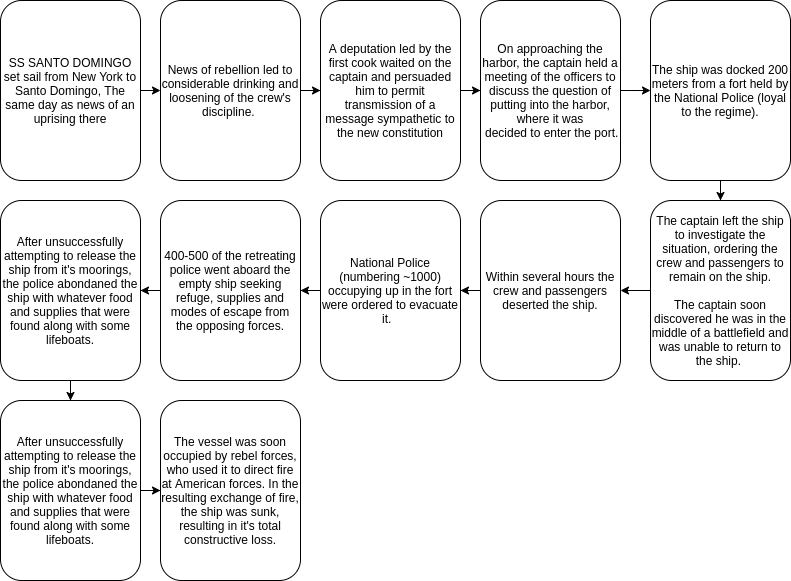 SS SANTO DOMINGO
set sail from New York to
Santo Domingo, The
same day as news of an
uprising there
News of rebellion led to
considerable drinking and
loosening of the crew's
discipline.
A deputation led by the
first cook waited on the
captain and persuaded
him to permit
transmission of a
message sympathetic to
the new constitution
On approaching the
harbor, the captain held a
meeting of the officers to
discuss the question of
putting into the harbor,
where it was
decided to enter the port.
The ship was docked 200
meters from a fort held by
the National Police (loyal
to the regime).
The captain left the ship
to investigate the
situation, ordering the
crew and passengers to
remain on the ship.
The captain soon
discovered he was in the
middle of a battlefield and
was unable to return to
the ship.
Within several hours the
crew and passengers
deserted the ship.
National Police
(numbering ~1000)
occupying up in the fort
were ordered to evacuate
it.
400-500 of the retreating
police went aboard the
empty ship seeking
refuge, supplies and
modes of escape from
the opposing forces.
After unsuccessfully
attempting to release the
ship from it's moorings,
the police abondaned the
ship with whatever food
and supplies that were
found along with some
lifeboats.
After unsuccessfully
attempting to release the
ship from it's moorings,
the police abondaned the
ship with whatever food
and supplies that were
found along with some
lifeboats.
The vessel was soon
occupied by rebel forces,
who used it to direct fire
at American forces. In the
resulting exchange of fire,
the ship was sunk,
resulting in it's total
constructive loss.